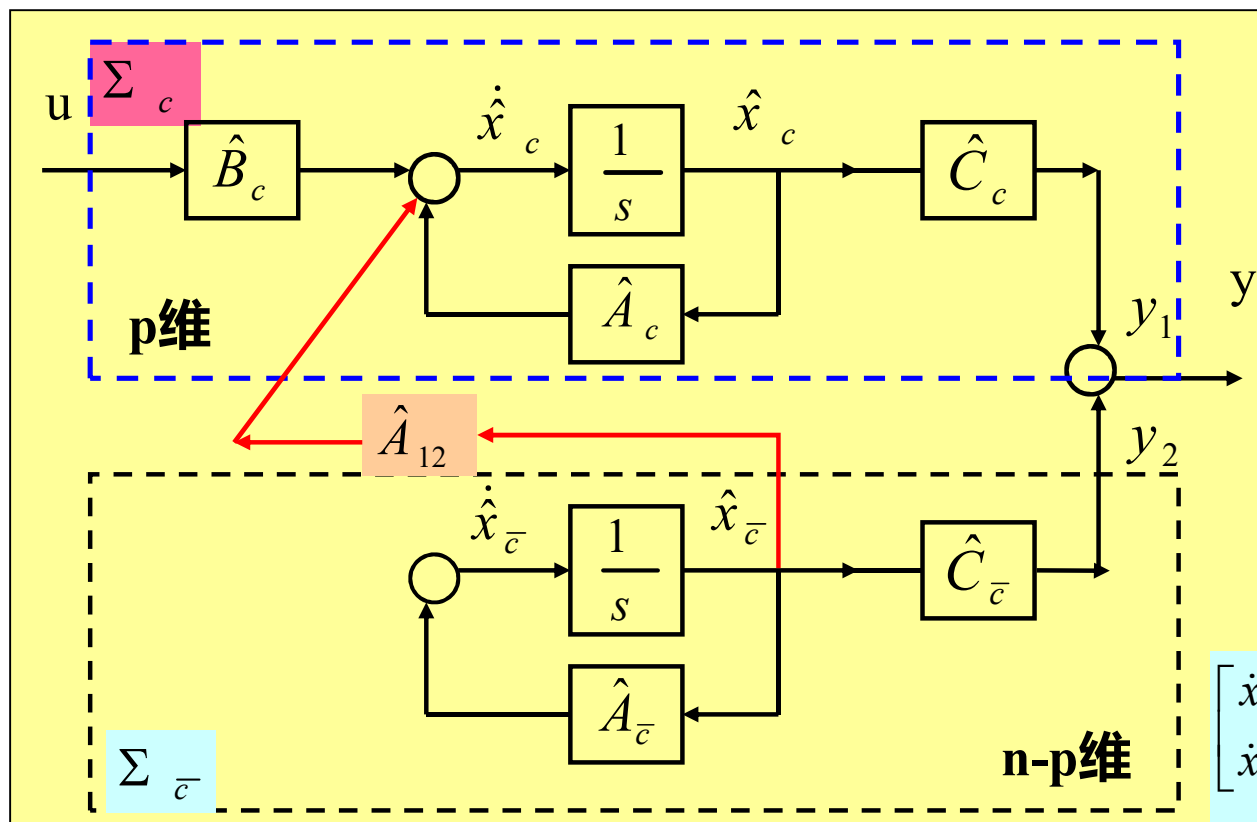 Σ c
u
B̂c
ẋ̂ c
1/s
x̂ c
Ĉc
Âc
p维
y1
y
Â12
y2
ẋ̂c̅
1/s
x̂c̅
Ĉc̅
Âc̅
Σ c̅
n-p维
[ẋ
ẋ